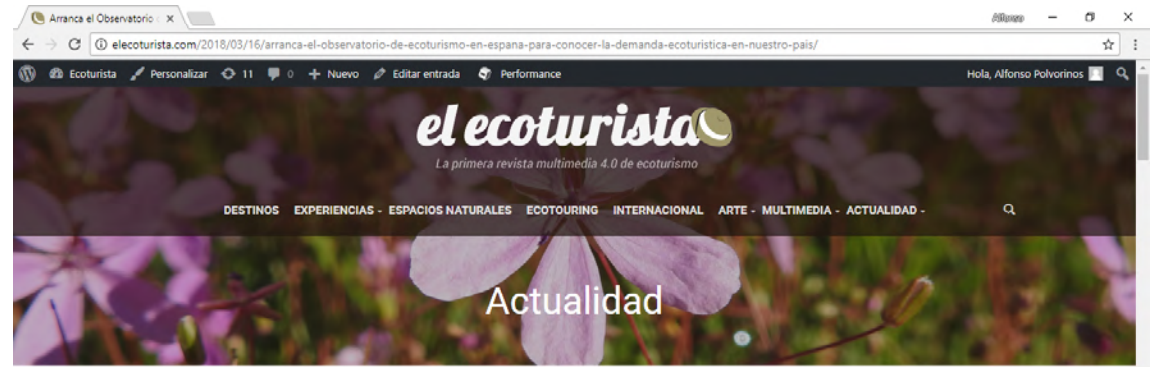 Arranca el Observatorio
Alfonso
elecoturista.com/2018/03/16/arranca-el-observatorio-de-ecoturismo-en-espana-para-conocer-la-demanda-ecoturistica-en-nuestro-pais/
Ecoturista Personalizar 11 0 Nuevo Editar entrada Performance Hola, Alfonso Polvorinos
el ecoturista
La primera revista multimedia 4.0 de ecoturismo
DESTINOS EXPERIENCIAS - ESPACIOS NATURALES ECOTOURING INTERNACIONAL ARTE - MULTIMEDIA - ACTUALIDAD -
Actualidad